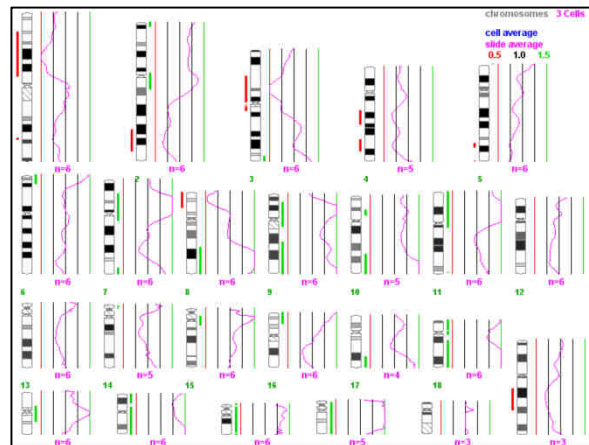 chromosomes 3 Cells
cell average
slide average
0.5 1.0 1.5
n=6 n=6 n=6 n=5 n=6
2 3 4 5
n=6 n=6 n=6 n=6 n=5 n=6 n=6
6 7 8 9 10 11 12
n=6 n=5 n=6 n=6 n=4 n=6
13 14 15 16 17 18
n=6 n=6 n=6 n=5 n=3 n=3